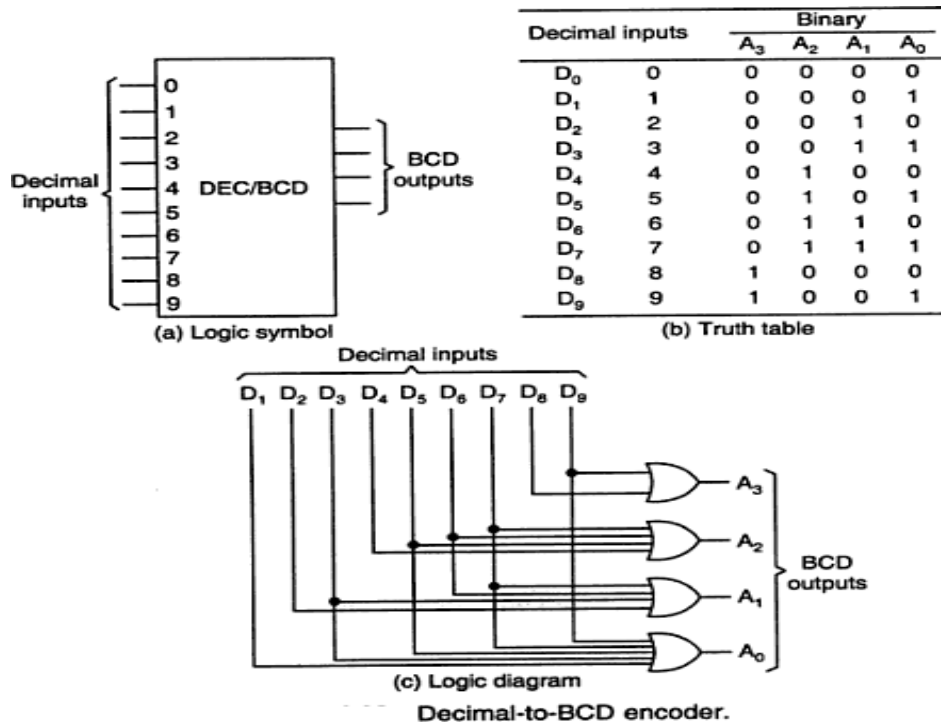 0
1
2
3
4
5
6
7
8
9
Decimal
inputs
DEC/BCD
BCD
outputs
(a) Logic symbol
Decimal inputs Binary
A3 A2 A1 A0
D0 0 0 0 0 0
D1 1 0 0 0 1
D2 2 0 0 1 0
D3 3 0 0 1 1
D4 4 0 1 0 0
D5 5 0 1 0 1
D6 6 0 1 1 0
D7 7 0 1 1 1
D8 8 1 0 0 0
D9 9 1 0 0 1
(b) Truth table
Decimal inputs
D1 D2 D3 D4 D5 D6 D7 D8 D9
A3
A2
A1
A0
BCD
outputs
(c) Logic diagram
Decimal-to-BCD encoder.